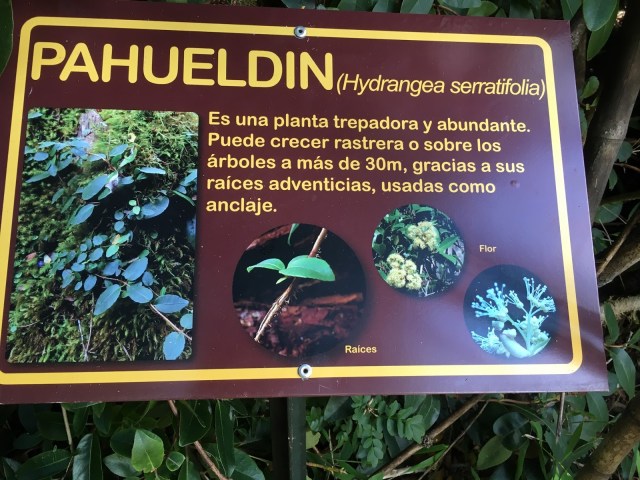 PAHUELDIN (Hydrangea serratifolia)
Es una planta trepadora y abundante.
Puede crecer rastrera o sobre los
árboles a más de 30m, gracias a sus
raíces adventicias, usadas como
anclaje.
Flor
Raíces